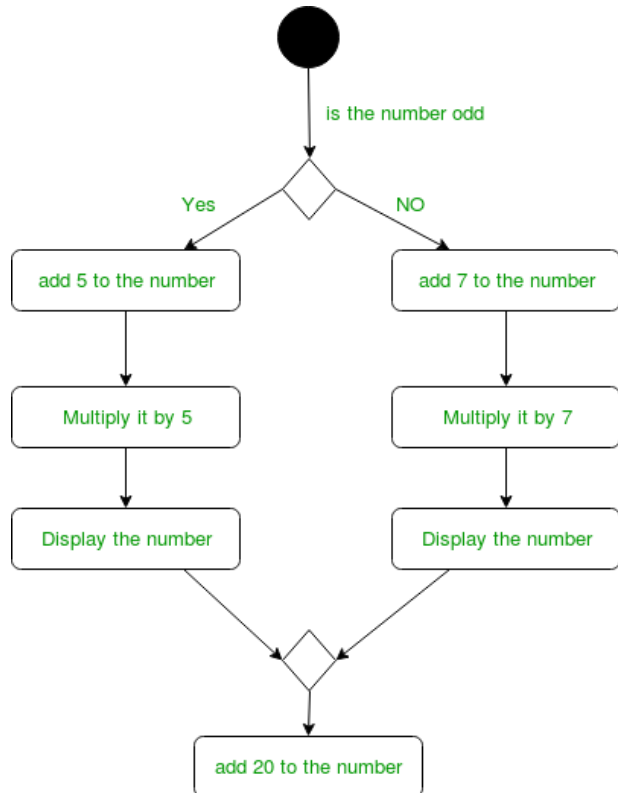 is the number odd
Yes
NO
add 5 to the number
add 7 to the number
Multiply it by 5
Multiply it by 7
Display the number
Display the number
add 20 to the number